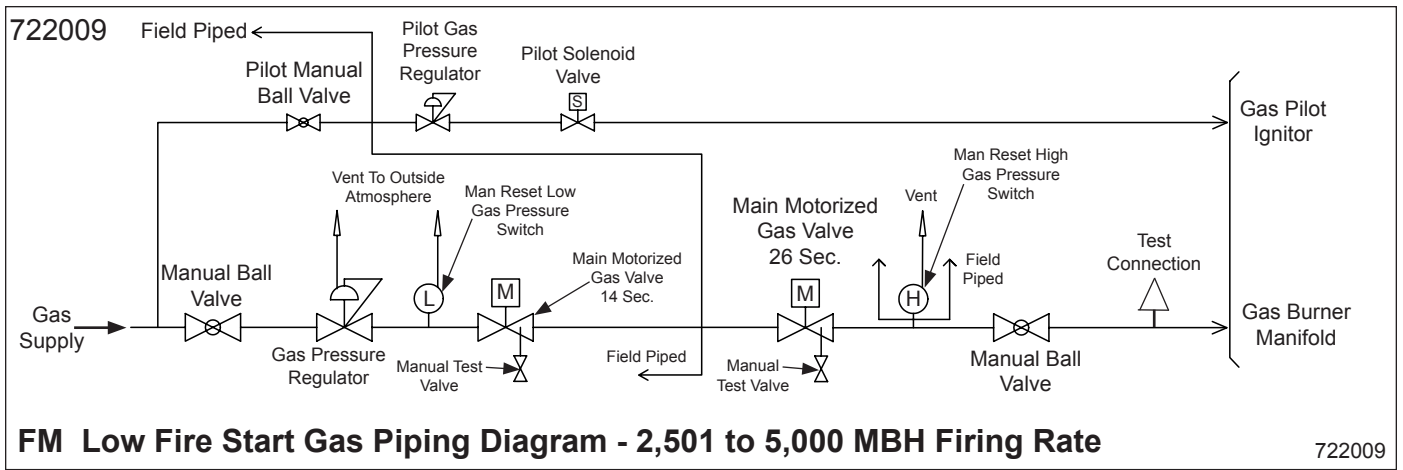 722009
Field Piped
Pilot Gas
Pressure
Regulator
Pilot Solenoid
Valve
Pilot Manual
Ball Valve
S
Gas Pilot
Ignitor
Vent To Outside
Atmosphere
Man Reset Low
Gas Pressure
Switch
Man Reset High
Gas Pressure
Switch
Vent
Main Motorized
Gas Valve
26 Sec.
Test
Connection
Manual Ball
Valve
Main Motorized
Gas Valve
14 Sec.
Field
Piped
L
M
M
H
Gas
Supply
Gas Burner
Manifold
Gas Pressure
Regulator
Manual Test
Valve
Field Piped
Manual
Test Valve
Manual Ball
Valve
FM Low Fire Start Gas Piping Diagram - 2,501 to 5,000 MBH Firing Rate
722009